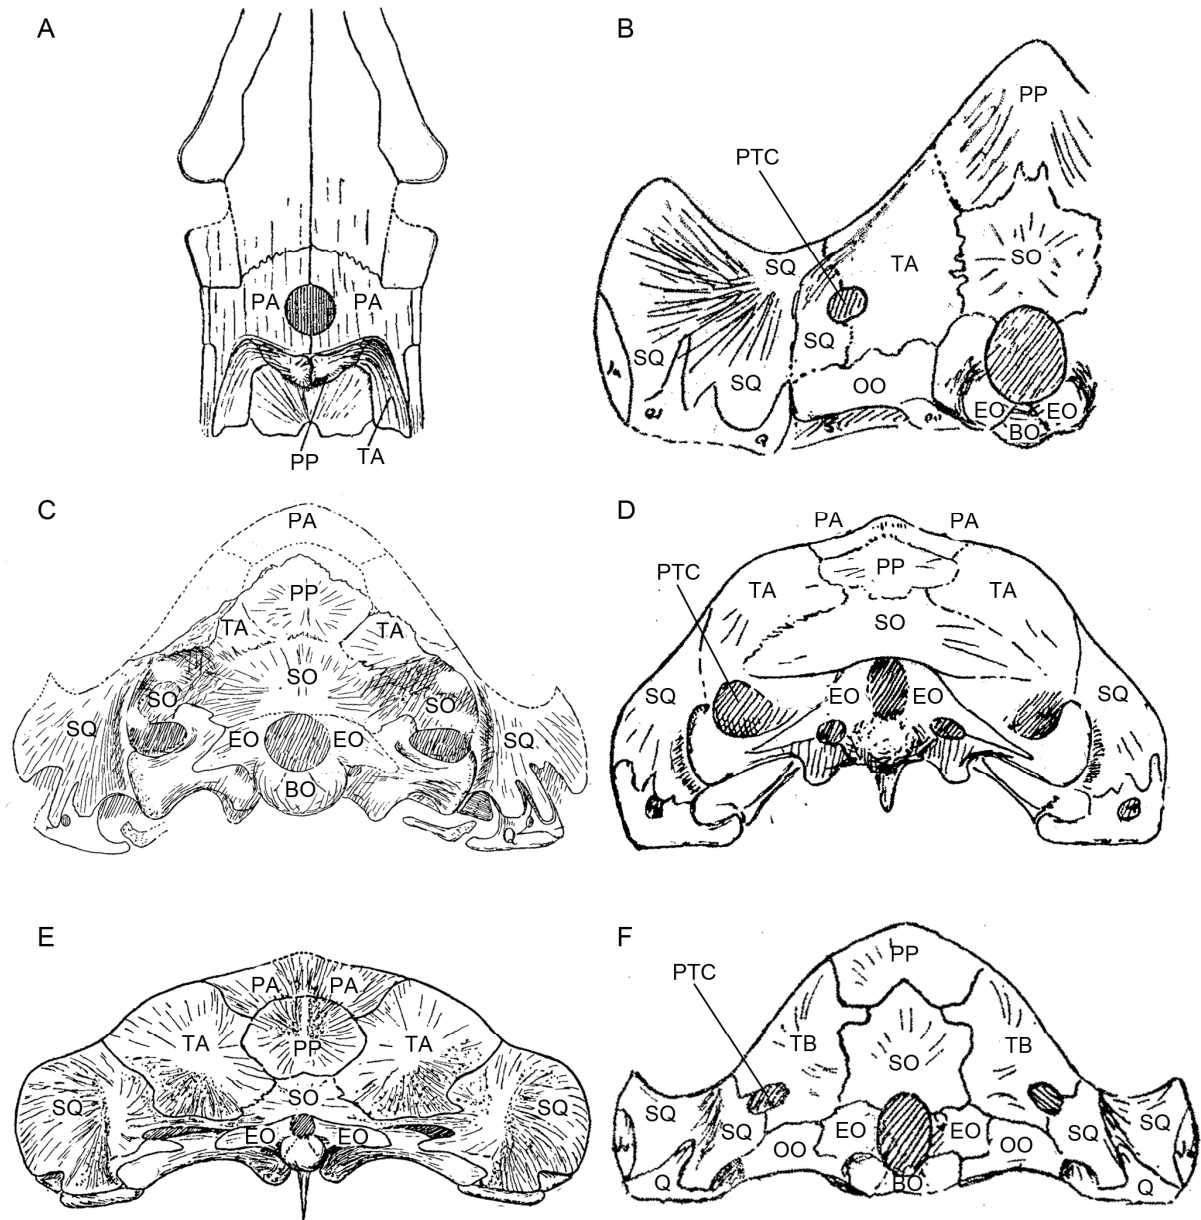 A
PA PA
PP TA
B
PP
PTC
SQ TA SO
SQ
SQ SQ OO
EO EO
BO
C
PA
PP
TA TA
SO
SO SO
SQ EO EO SQ
BO
Q
D
PA PA
PP
PTC TA TA
SO
SQ EO EO SQ
E
PA PA
TA PP TA
SO
SQ SQ
EO EO
F
PP
PTC
TB SO TB
SQ SQ
SQ EO EO SQ
OO OO
Q BO Q